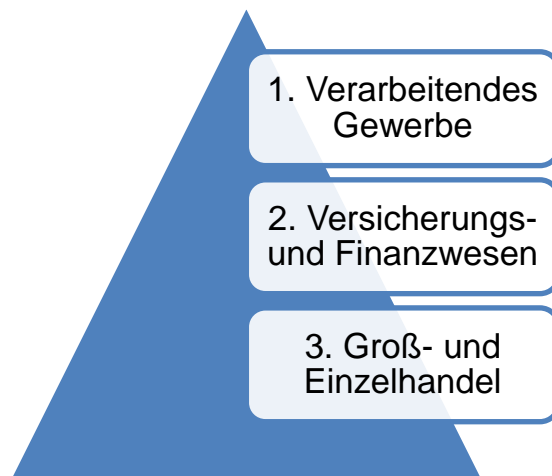 1. Verarbeitendes
Gewerbe
2. Versicherungs-
und Finanzwesen
3. Groß- und
Einzelhandel